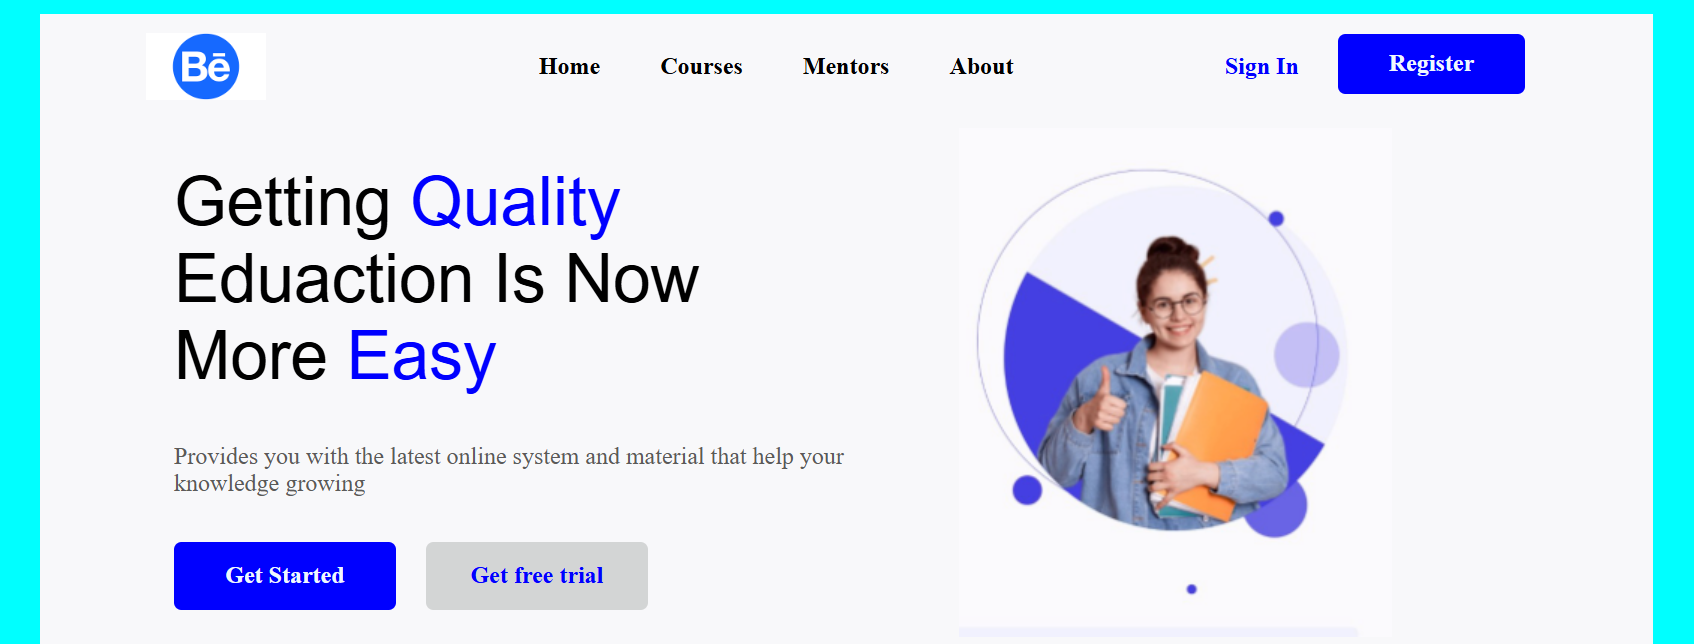 Bē
Home Courses Mentors About Sign In Register
Getting Quality
Eduaction Is Now
More Easy
Provides you with the latest online system and material that help your
knowledge growing
Get Started Get free trial